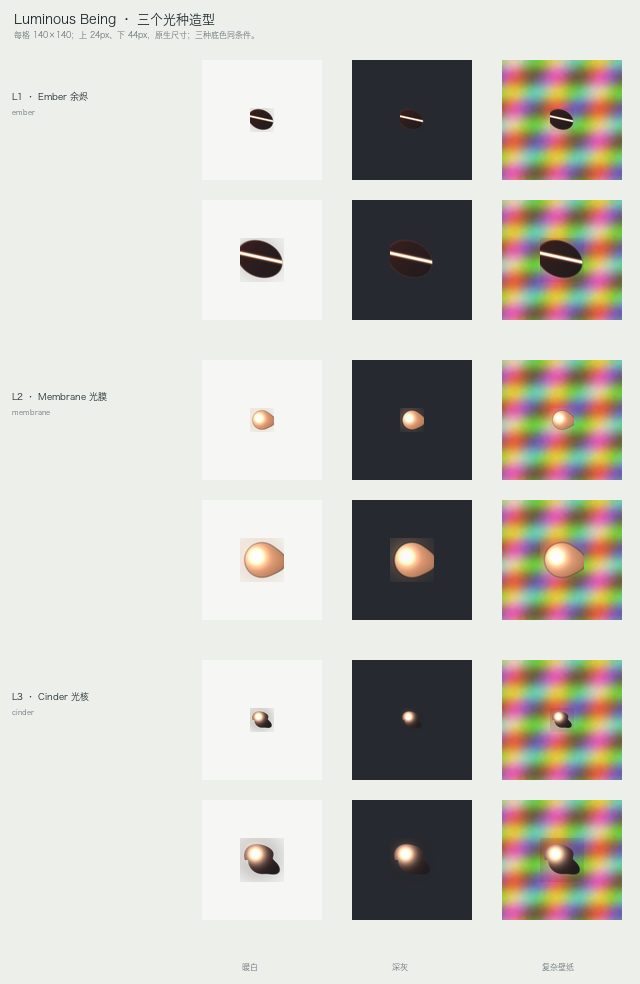 Luminous Being · 三个光种造型
每格 140×140；上 24px、下 44px，原生尺寸；三种底色同条件。
L1 · Ember 余烬
ember
L2 · Membrane 光膜
membrane
L3 · Cinder 光核
cinder
暖白
深灰
复杂壁纸